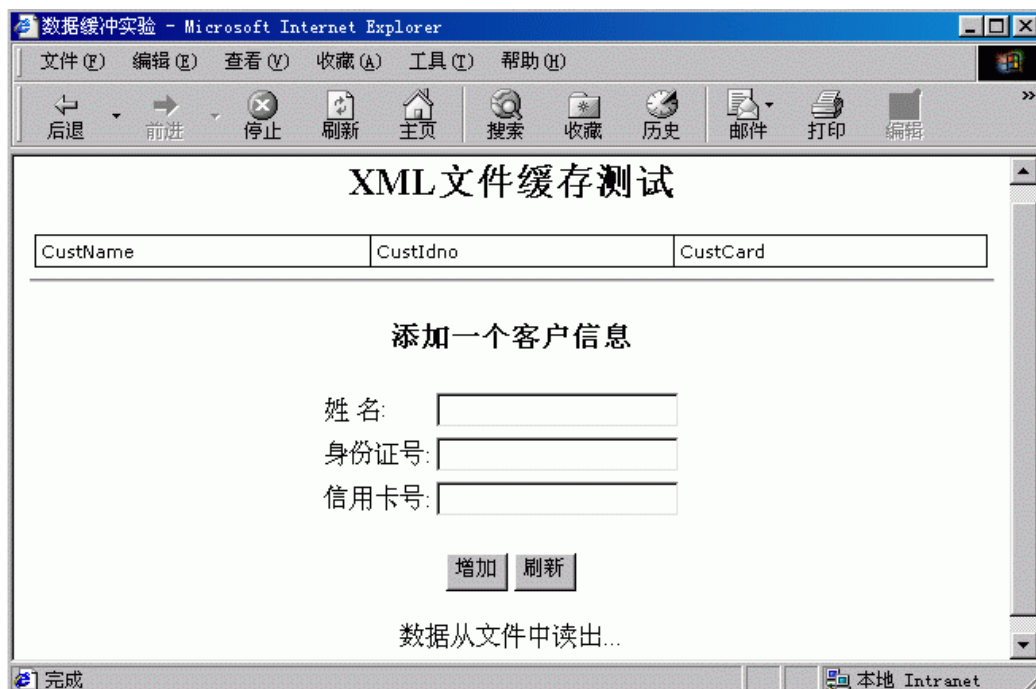 数据缓冲实验 - Microsoft Internet Explorer
文件(F) 编辑(E) 查看(V) 收藏(A) 工具(T) 帮助(H)
后退 前进 停止 刷新 主页 搜索 收藏 历史 邮件 打印 编辑 »
XML文件缓存测试
CustName CustIdno CustCard
添加一个客户信息
姓 名:
身份证号:
信用卡号:
增加 刷新
数据从文件中读出...
完成 本地 Intranet